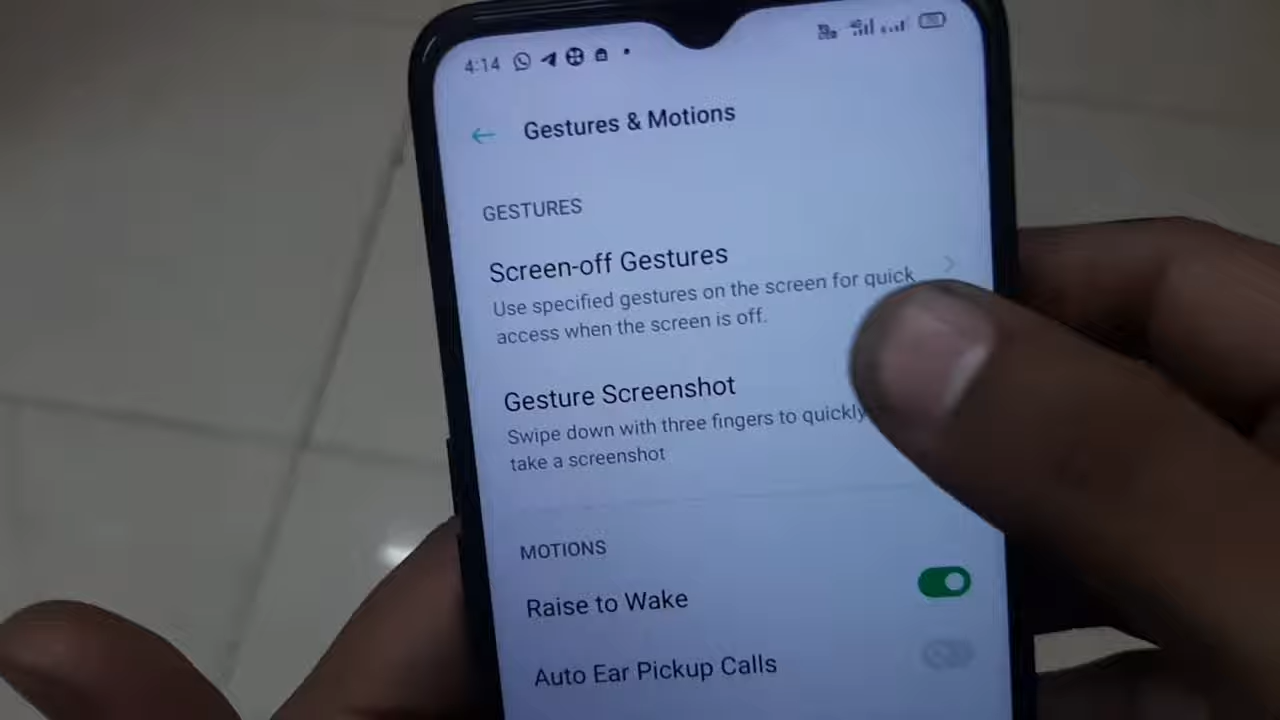 4:14
Gestures & Motions
GESTURES
Screen-off Gestures
Use specified gestures on the screen for quick
access when the screen is off.
Gesture Screenshot
Swipe down with three fingers to quickly
take a screenshot
MOTIONS
Raise to Wake
Auto Ear Pickup Calls